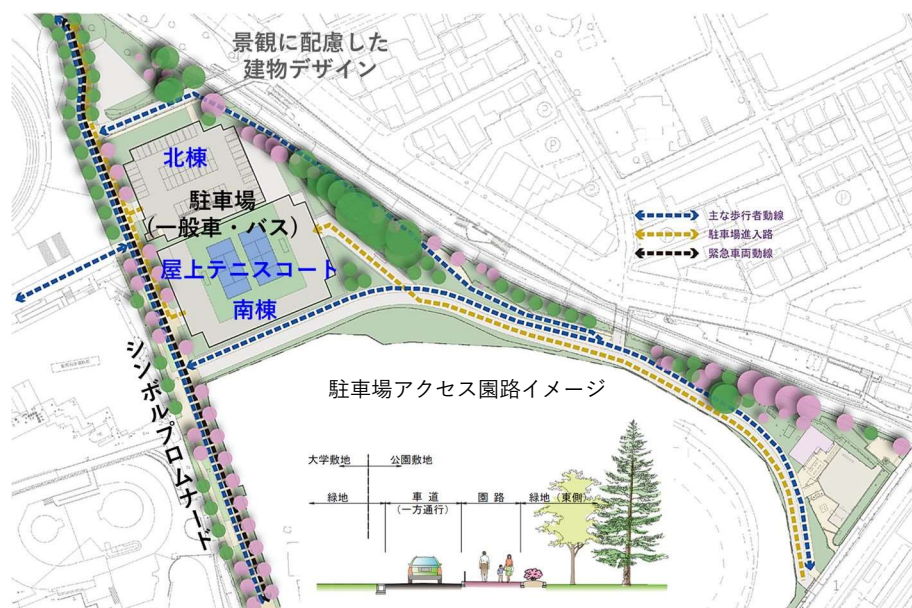 景観に配慮した
建物デザイン
北棟
駐車場
(一般車・バス)
屋上テニスコート
南棟
主な歩行者動線
駐車場進入路
緊急車両動線
シンボルプロムナード
駐車場アクセス園路イメージ
大学敷地
公園敷地
緑地
車道
(一方通行)
園路
緑地(東側)
P
P
1